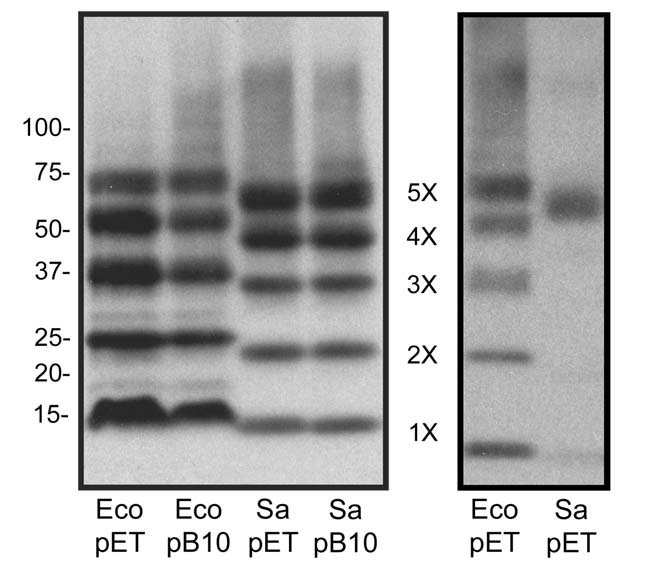 100-
75-
50-
37-
25-
20-
15-
5X
4X
3X
2X
1X
Eco Eco Sa Sa
pET pB10 pET pB10
Eco Sa
pET pET